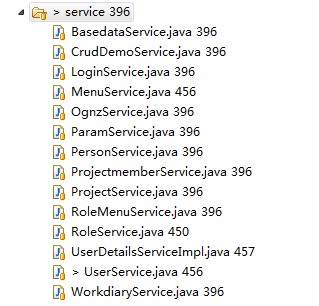 > service 396
BasedataService.java 396
CrudDemoService.java 396
LoginService.java 396
MenuService.java 456
OgnzService.java 396
ParamService.java 396
PersonService.java 396
ProjectmemberService.java 396
ProjectService.java 396
RoleMenuService.java 396
RoleService.java 450
UserDetailsServiceImpl.java 457
> UserService.java 456
WorkdiaryService.java 396